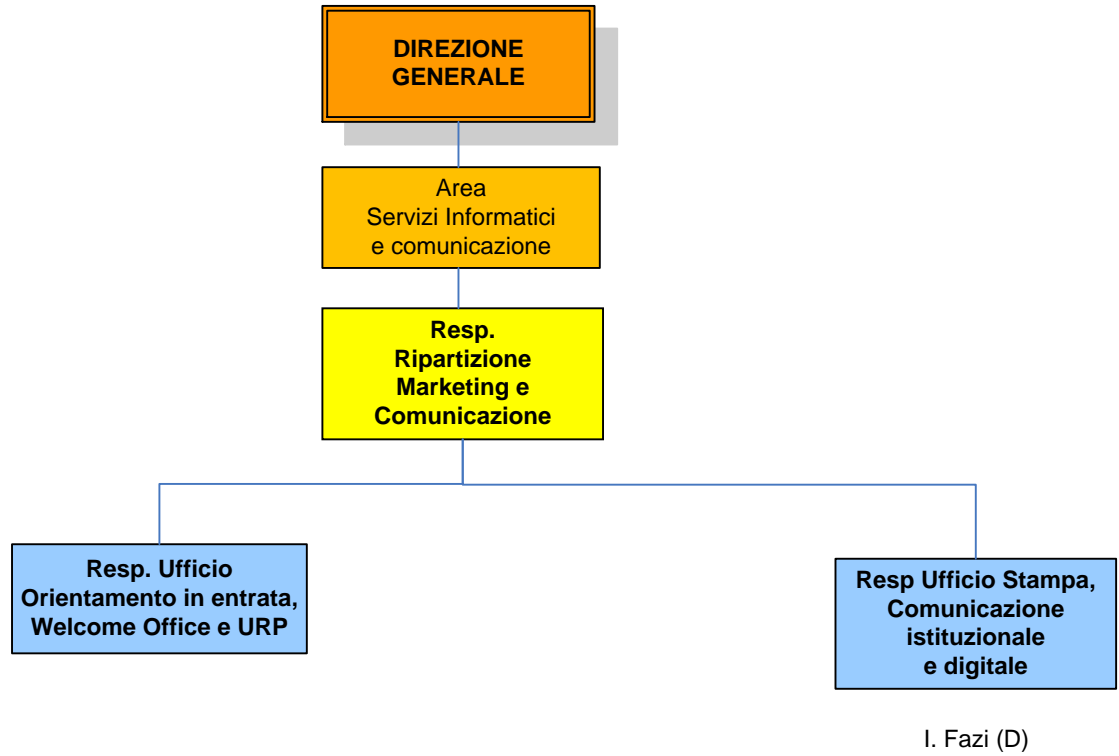 DIREZIONE
GENERALE
Area
Servizi Informatici
e comunicazione
Resp.
Ripartizione
Marketing e
Comunicazione
Resp. Ufficio
Orientamento in entrata,
Welcome Office e URP
Resp Ufficio Stampa,
Comunicazione
istituzionale
e digitale
I. Fazi (D)